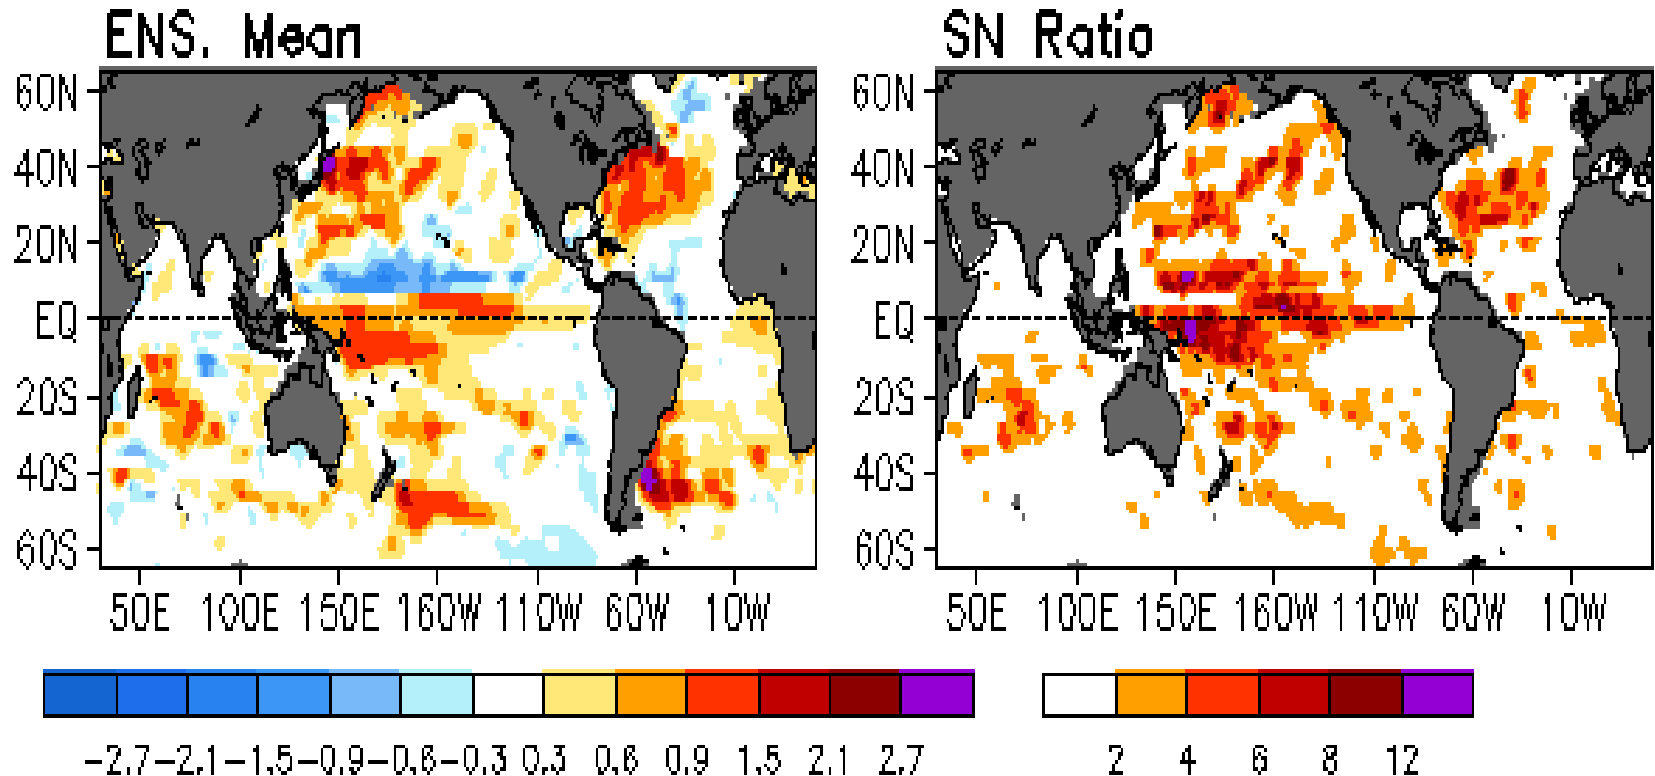 ENS. Mean
SN Ratio
60N
40N
20N
EQ
20S
40S
60S
50E 100E 150E 160W 110W 60W 10W
60N
40N
20N
EQ
20S
40S
60S
50E 100E 150E 160W 110W 60W 10W
-2.7 -2.1 -1.5 -0.9 -0.6 -0.3 0.3 0.6 0.9 1.5 2.1 2.7
2 4 6 8 12